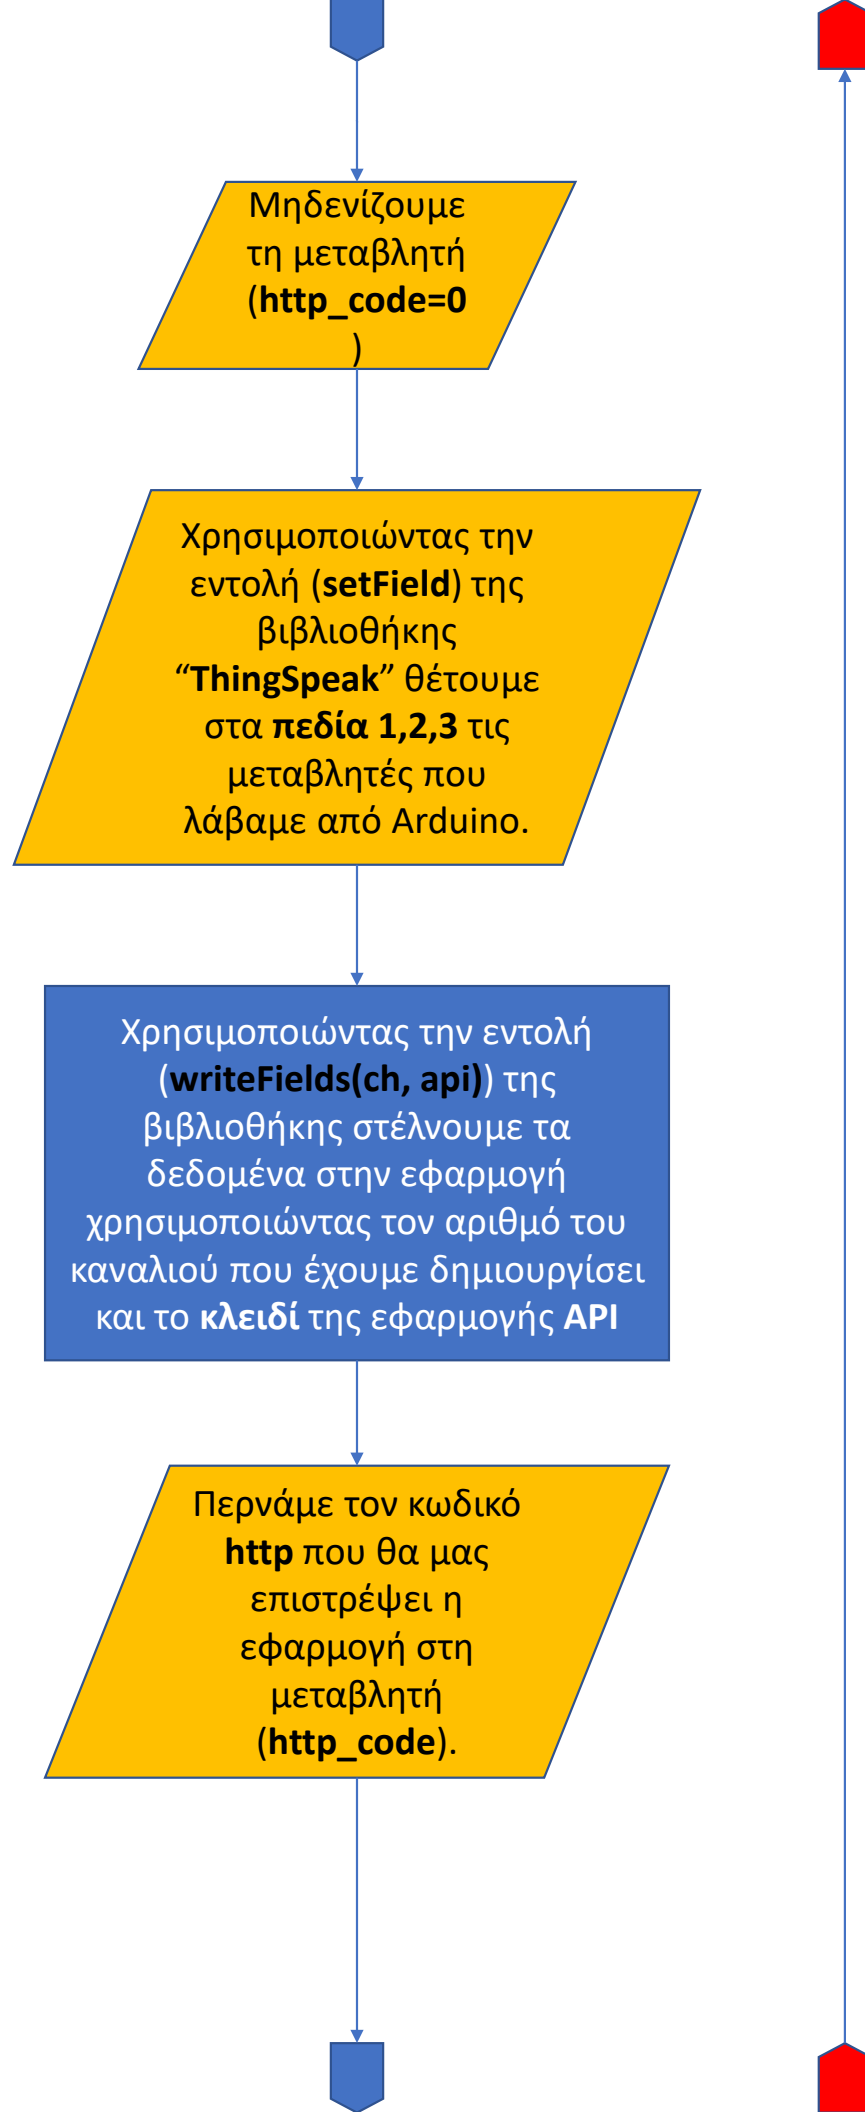 Μηδενίζουμε
τη μεταβλητή
(http_code=0
)
Χρησιμοποιώντας την
εντολή (setField) της
βιβλιοθήκης
“ThingSpeak” θέτουμε
στα πεδία 1,2,3 τις
μεταβλητές που
λάβαμε από Arduino.
Χρησιμοποιώντας την εντολή
(writeFields(ch, api)) της
βιβλιοθήκης στέλνουμε τα
δεδομένα στην εφαρμογή
χρησιμοποιώντας τον αριθμό του
καναλιού που έχουμε δημιουργίσει
και το κλειδί της εφαρμογής API
Περνάμε τον κωδικό
http που θα μας
επιστρέψει η
εφαρμογή στη
μεταβλητή
(http_code).